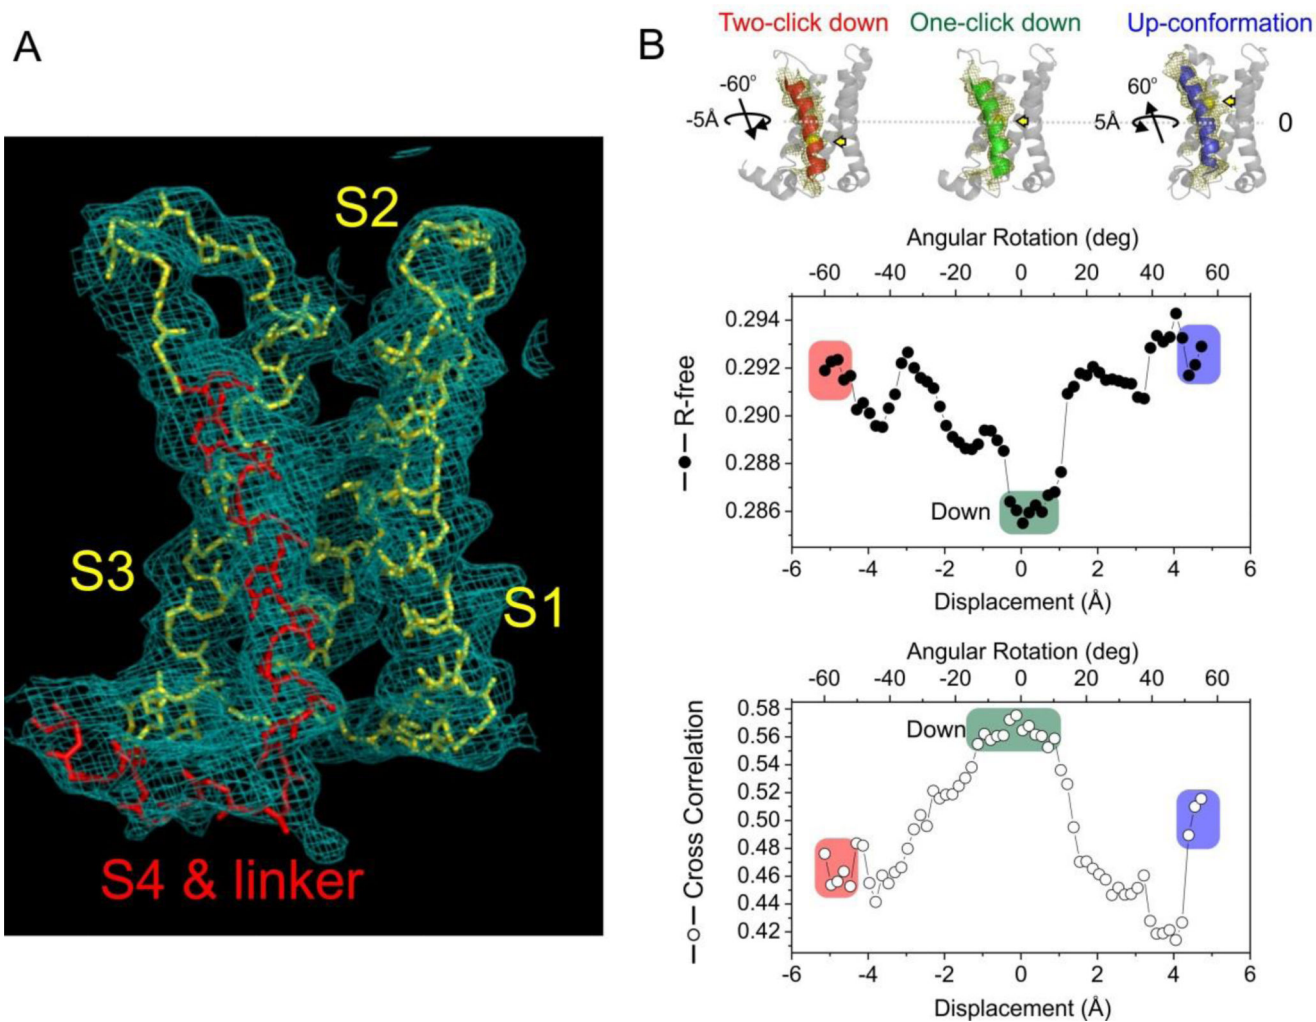 A
S2
S3
S1
S4 & linker
B
Two-click down
One-click down
Up-conformation
-60°
-5Å
60°
5Å
0
Angular Rotation (deg)
-60 -40 -20 0 20 40 60
0.294
0.292
0.290
0.288
0.286
R-free
Down
-6 -4 -2 0 2 4 6
Displacement (Å)
Angular Rotation (deg)
-60 -40 -20 0 20 40 60
0.58
0.56
0.54
0.52
0.50
0.48
0.46
0.44
0.42
Cross Correlation
Down
-6 -4 -2 0 2 4 6
Displacement (Å)